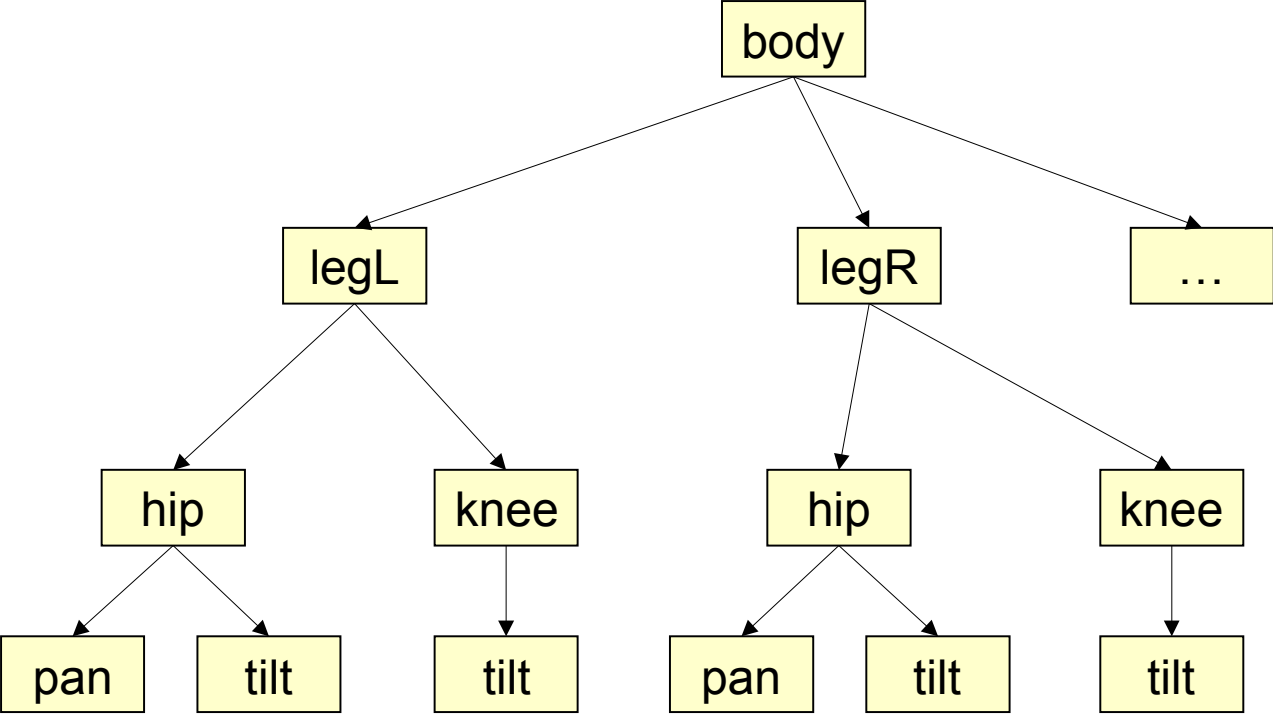 body
legL
legR
…
hip
knee
hip
knee
pan
tilt
tilt
pan
tilt
tilt